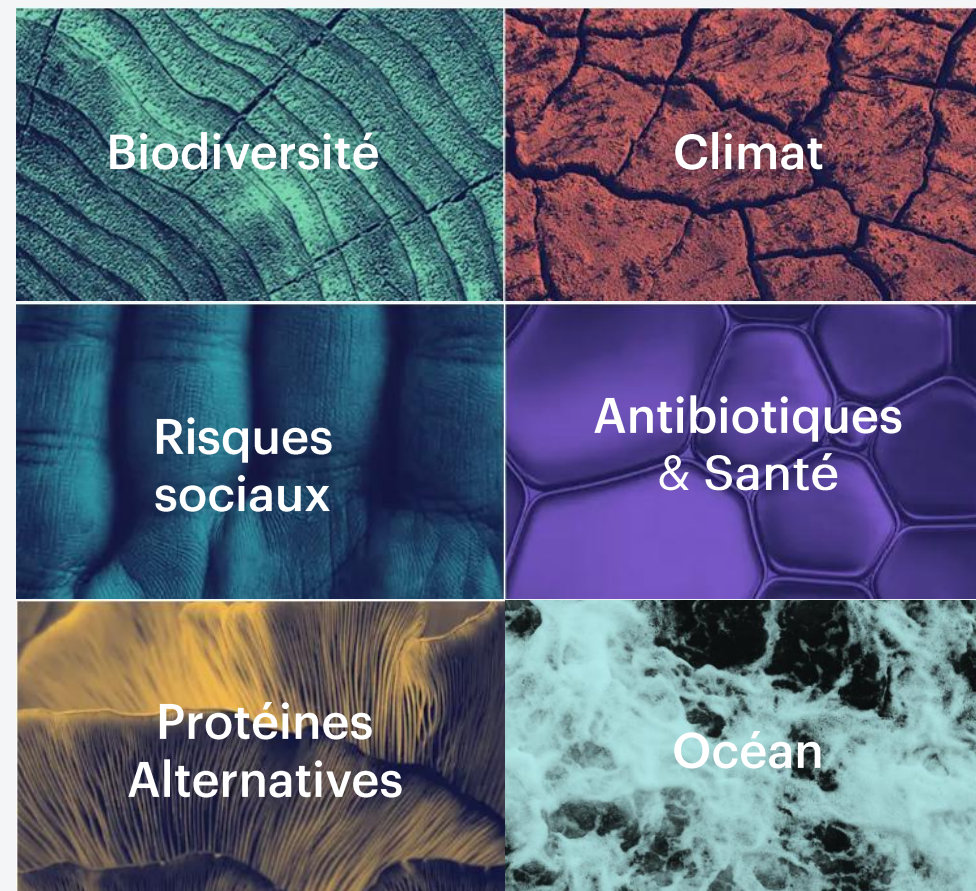 Biodiversité
Climat
Risques
sociaux
Antibiotiques
& Santé
Protéines
Alternatives
Océan